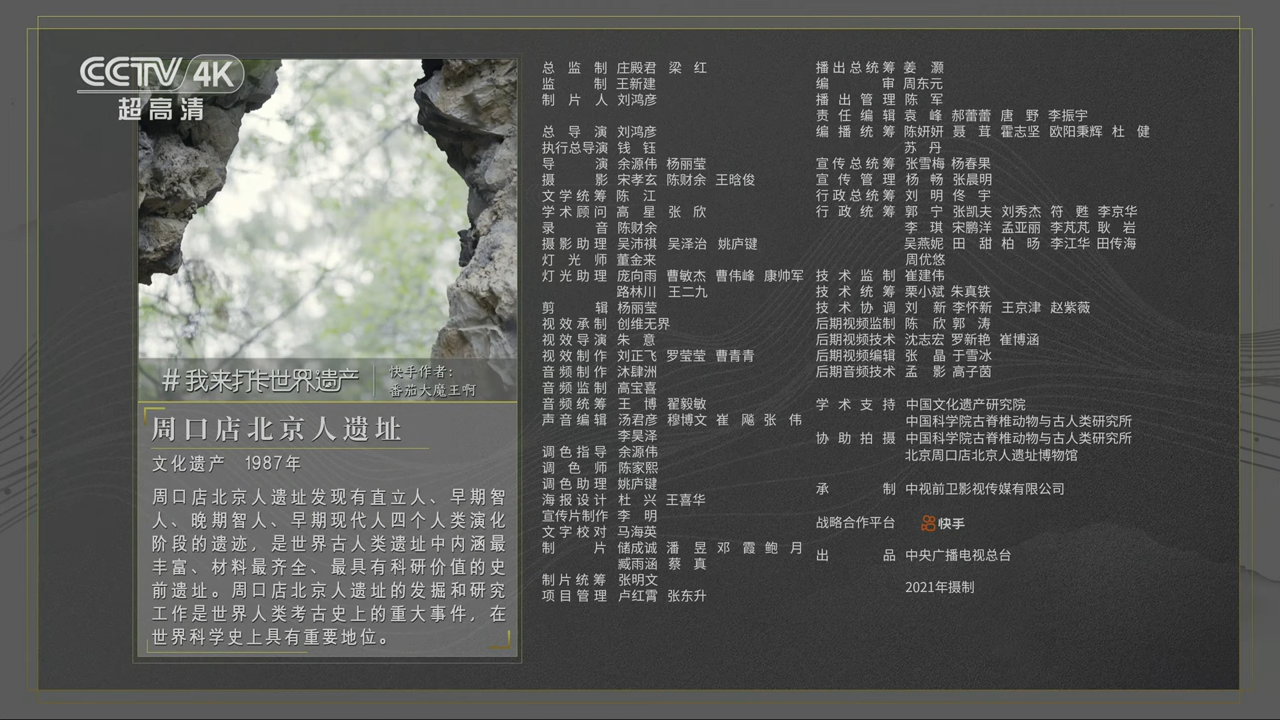 CCTV 4K
超高清
#我来打卡世界遗产
快手作者：
番茄大魔王啊
周口店北京人遗址
文化遗产 1987年
周口店北京人遗址发现有直立人、早期智
人、晚期智人、早期现代人四个人类演化
阶段的遗迹，是世界古人类遗址中内涵最
丰富、材料最齐全、最具有科研价值的史
前遗址。周口店北京人遗址的发掘和研究
工作是世界人类考古史上的重大事件，在
世界科学史上具有重要地位。
总监制 庄殿君 梁红
监制 王新建
制片人 刘鸿彦
总导演 刘鸿彦
执行总导演 钱钰
导演 余源伟 杨丽莹
摄影 宋孝玄 陈财余 王晗俊
文学统筹 陈江
学术顾问 高星 张欣
录音 陈财余
摄影助理 吴沛祺 吴泽治 姚庐键
灯光师 董金来
灯光助理 庞向雨 曹敏杰 曹伟峰 康帅军
路林川 王二九
剪辑 杨丽莹
视效承制 创维无界
视效导演 朱意
视效制作 刘正飞 罗莹莹 曹青青
音频制作 沐肆洲
音频监制 高宝喜
音频统筹 王博 翟毅敏
声音编辑 汤君彦 穆博文 崔飚 张伟
李昊泽
调色指导 余源伟
调色师 陈家熙
调色助理 姚庐键
海报设计 杜兴 王喜华
宣传片制作 李明
文字校对 马海英
制片 储成诚 潘昱 邓霞 鲍月
臧雨涵 蔡真
制片统筹 张明文
项目管理 卢红霄 张东升
播出总统筹 姜灏
编审 周东元
播出管理 陈军
责任编辑 袁峰 郝蕾蕾 唐野 李振宇
编播统筹 陈妍妍 聂茸 霍志坚 欧阳秉辉 杜健
苏丹
宣传总统筹 张雪梅 杨春果
宣传管理 杨畅 张晨明
行政总统筹 刘明 佟宇
行政统筹 郭宁 张凯夫 刘秀杰 符甦 李京华
李琪 宋鹏洋 孟亚丽 李芃芃 耿岩
吴燕妮 田甜 柏旸 李江华 田传海
周优悠
技术监制 崔建伟
技术统筹 栗小斌 朱真铁
技术协调 刘新 李怀新 王京津 赵紫薇
后期视频监制 陈欣 郭涛
后期视频技术 沈志宏 罗新艳 崔博涵
后期视频编辑 张晶 于雪冰
后期音频技术 孟影 高子茵
学术支持 中国文化遗产研究院
中国科学院古脊椎动物与古人类研究所
协助拍摄 中国科学院古脊椎动物与古人类研究所
北京周口店北京人遗址博物馆
承制 中视前卫影视传媒有限公司
战略合作平台 快手
出品 中央广播电视总台
2021年摄制